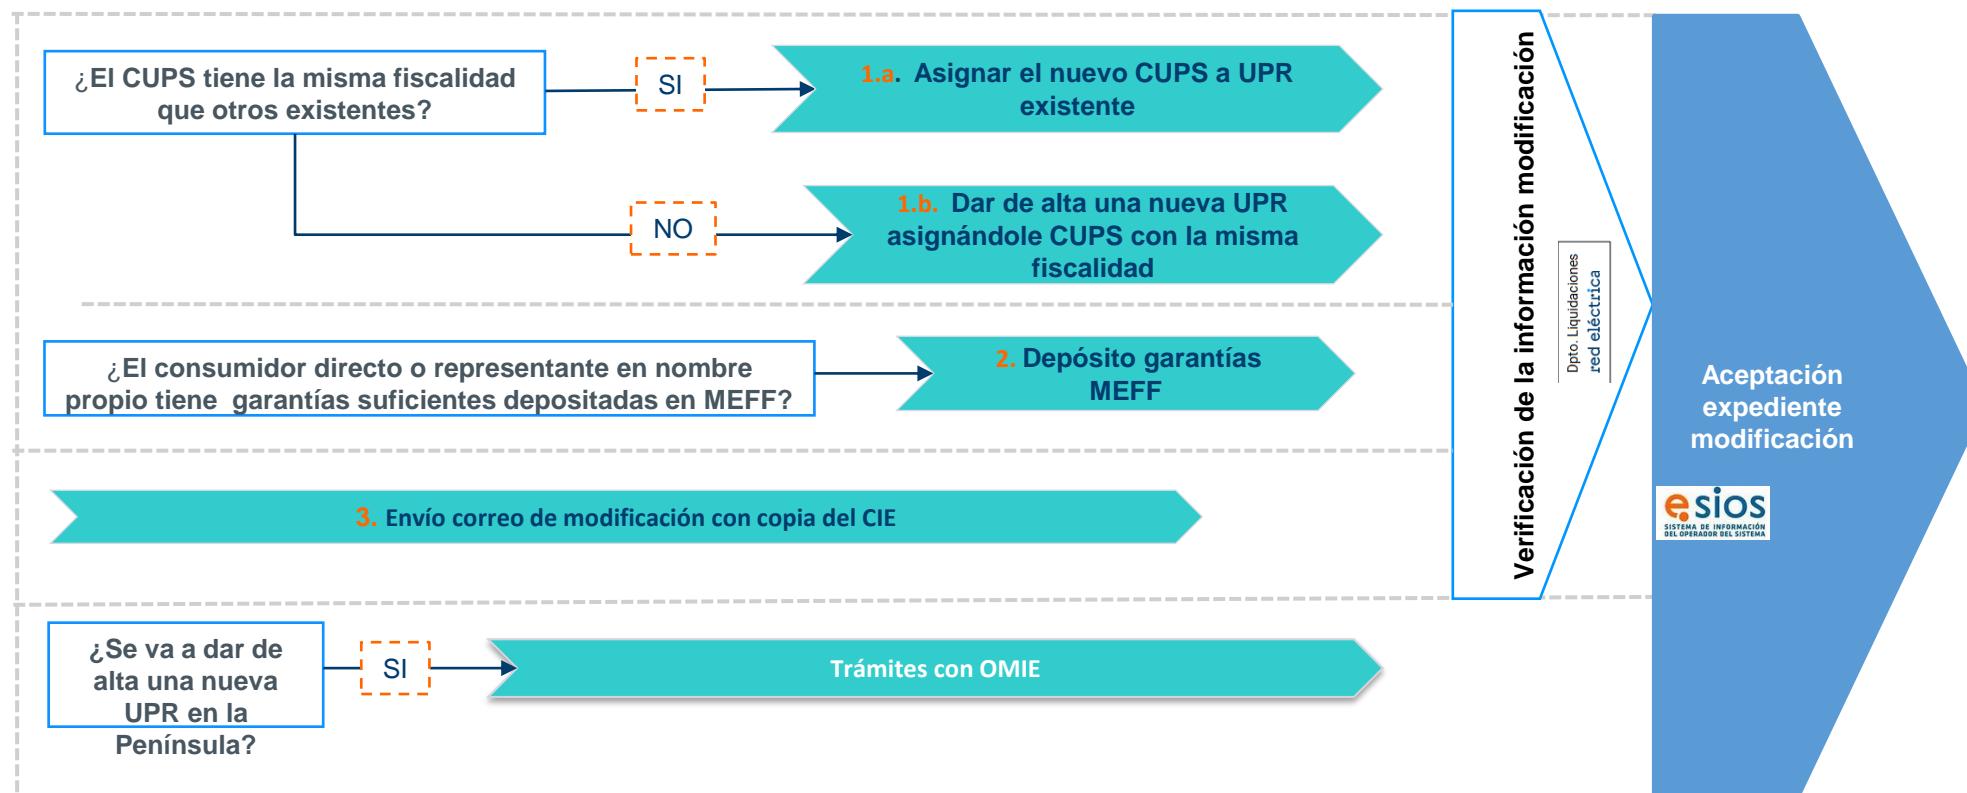 ¿El CUPS tiene la misma fiscalidad
que otros existentes?
SI
1.a. Asignar el nuevo CUPS a UPR
existente
NO
1.b. Dar de alta una nueva UPR
asignándole CUPS con la misma
fiscalidad
¿El consumidor directo o representante en nombre
propio tiene garantías suficientes depositadas en MEFF?
2. Depósito garantías
MEFF
3. Envío correo de modificación con copia del CIE
¿Se va a dar de
alta una nueva
UPR en la
Península?
SI
Trámites con OMIE
Verificación de la información modificación
Dpto. Liquidaciones
red eléctrica
Aceptación
expediente
modificación
e·sios
SISTEMA DE INFORMACIÓN
DEL OPERADOR DEL SISTEMA